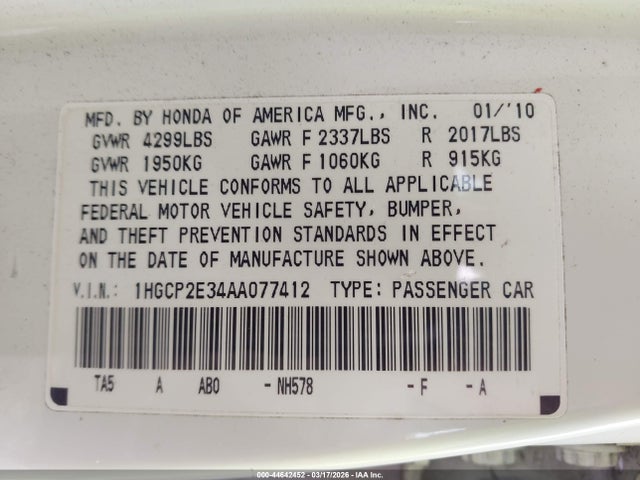 MFD. BY HONDA OF AMERICA MFG., INC. 01/'10
GVWR 4299LBS GAWR F 2337LBS R 2017LBS
GVWR 1950KG GAWR F 1060KG R 915KG
THIS VEHICLE CONFORMS TO ALL APPLICABLE
FEDERAL MOTOR VEHICLE SAFETY, BUMPER,
AND THEFT PREVENTION STANDARDS IN EFFECT
ON THE DATE OF MANUFACTURE SHOWN ABOVE.
V.I.N.: 1HGCP2E34AA077412 TYPE: PASSENGER CAR
TA5 A AB0 - NH578 - F - A
000-44642452 - 03/17/2026 - IAA Inc.